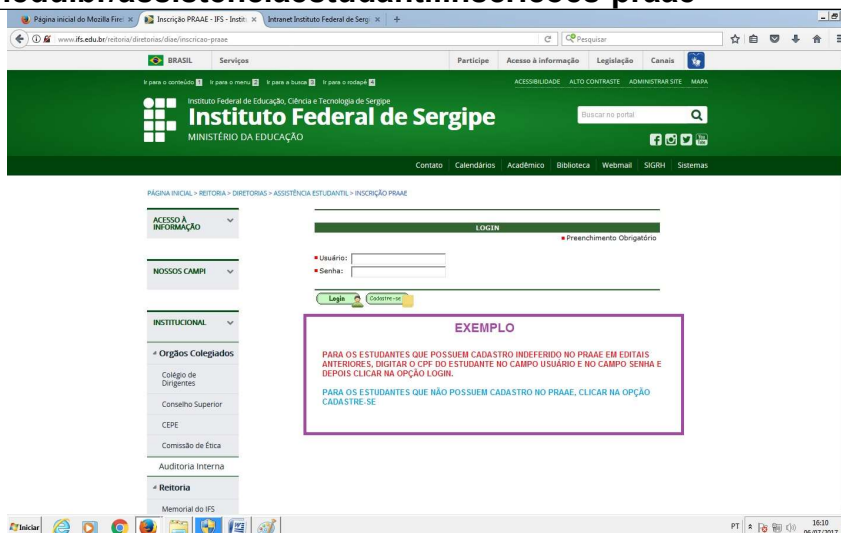 Página inicial do Mozilla Firef
Inscrição PRAAE - IFS - Instit
Intranet Instituto Federal de Sergi
www.ifs.edu.br/reitoria/diretorias/diae/inscricao-praae
Pesquisar
BRASIL Serviços Participe Acesso à informação Legislação Canais
Ir para o conteúdo 1 Ir para o menu 2 Ir para a busca 3 Ir para o rodapé 4 ACESSIBILIDADE ALTO CONTRASTE ADMINISTRAR SITE MAPA
Instituto Federal de Educação, Ciência e Tecnologia de Sergipe
Instituto Federal de Sergipe
MINISTÉRIO DA EDUCAÇÃO
Buscar no portal
Contato Calendários Acadêmico Biblioteca Webmail SIGRH Sistemas
PÁGINA INICIAL > REITORIA > DIRETORIAS > ASSISTÊNCIA ESTUDANTIL > INSCRIÇÃO PRAAE
ACESSO À
INFORMAÇÃO
NOSSOS CAMPI
INSTITUCIONAL
Orgãos Colegiados
Colégio de
Dirigentes
Conselho Superior
CEPE
Comissão de Ética
Auditoria Interna
Reitoria
Memorial do IFS
LOGIN
Preenchimento Obrigatório
Usuário:
Senha:
Login Cadastre-se
EXEMPLO
PARA OS ESTUDANTES QUE POSSUEM CADASTRO INDEFERIDO NO PRAAE EM EDITAIS
ANTERIORES, DIGITAR O CPF DO ESTUDANTE NO CAMPO USUÁRIO E NO CAMPO SENHA E
DEPOIS CLICAR NA OPÇÃO LOGIN.
PARA OS ESTUDANTES QUE NÃO POSSUEM CADASTRO NO PRAAE, CLICAR NA OPÇÃO
CADASTRE-SE
Iniciar
PT
16:10
06/07/2017